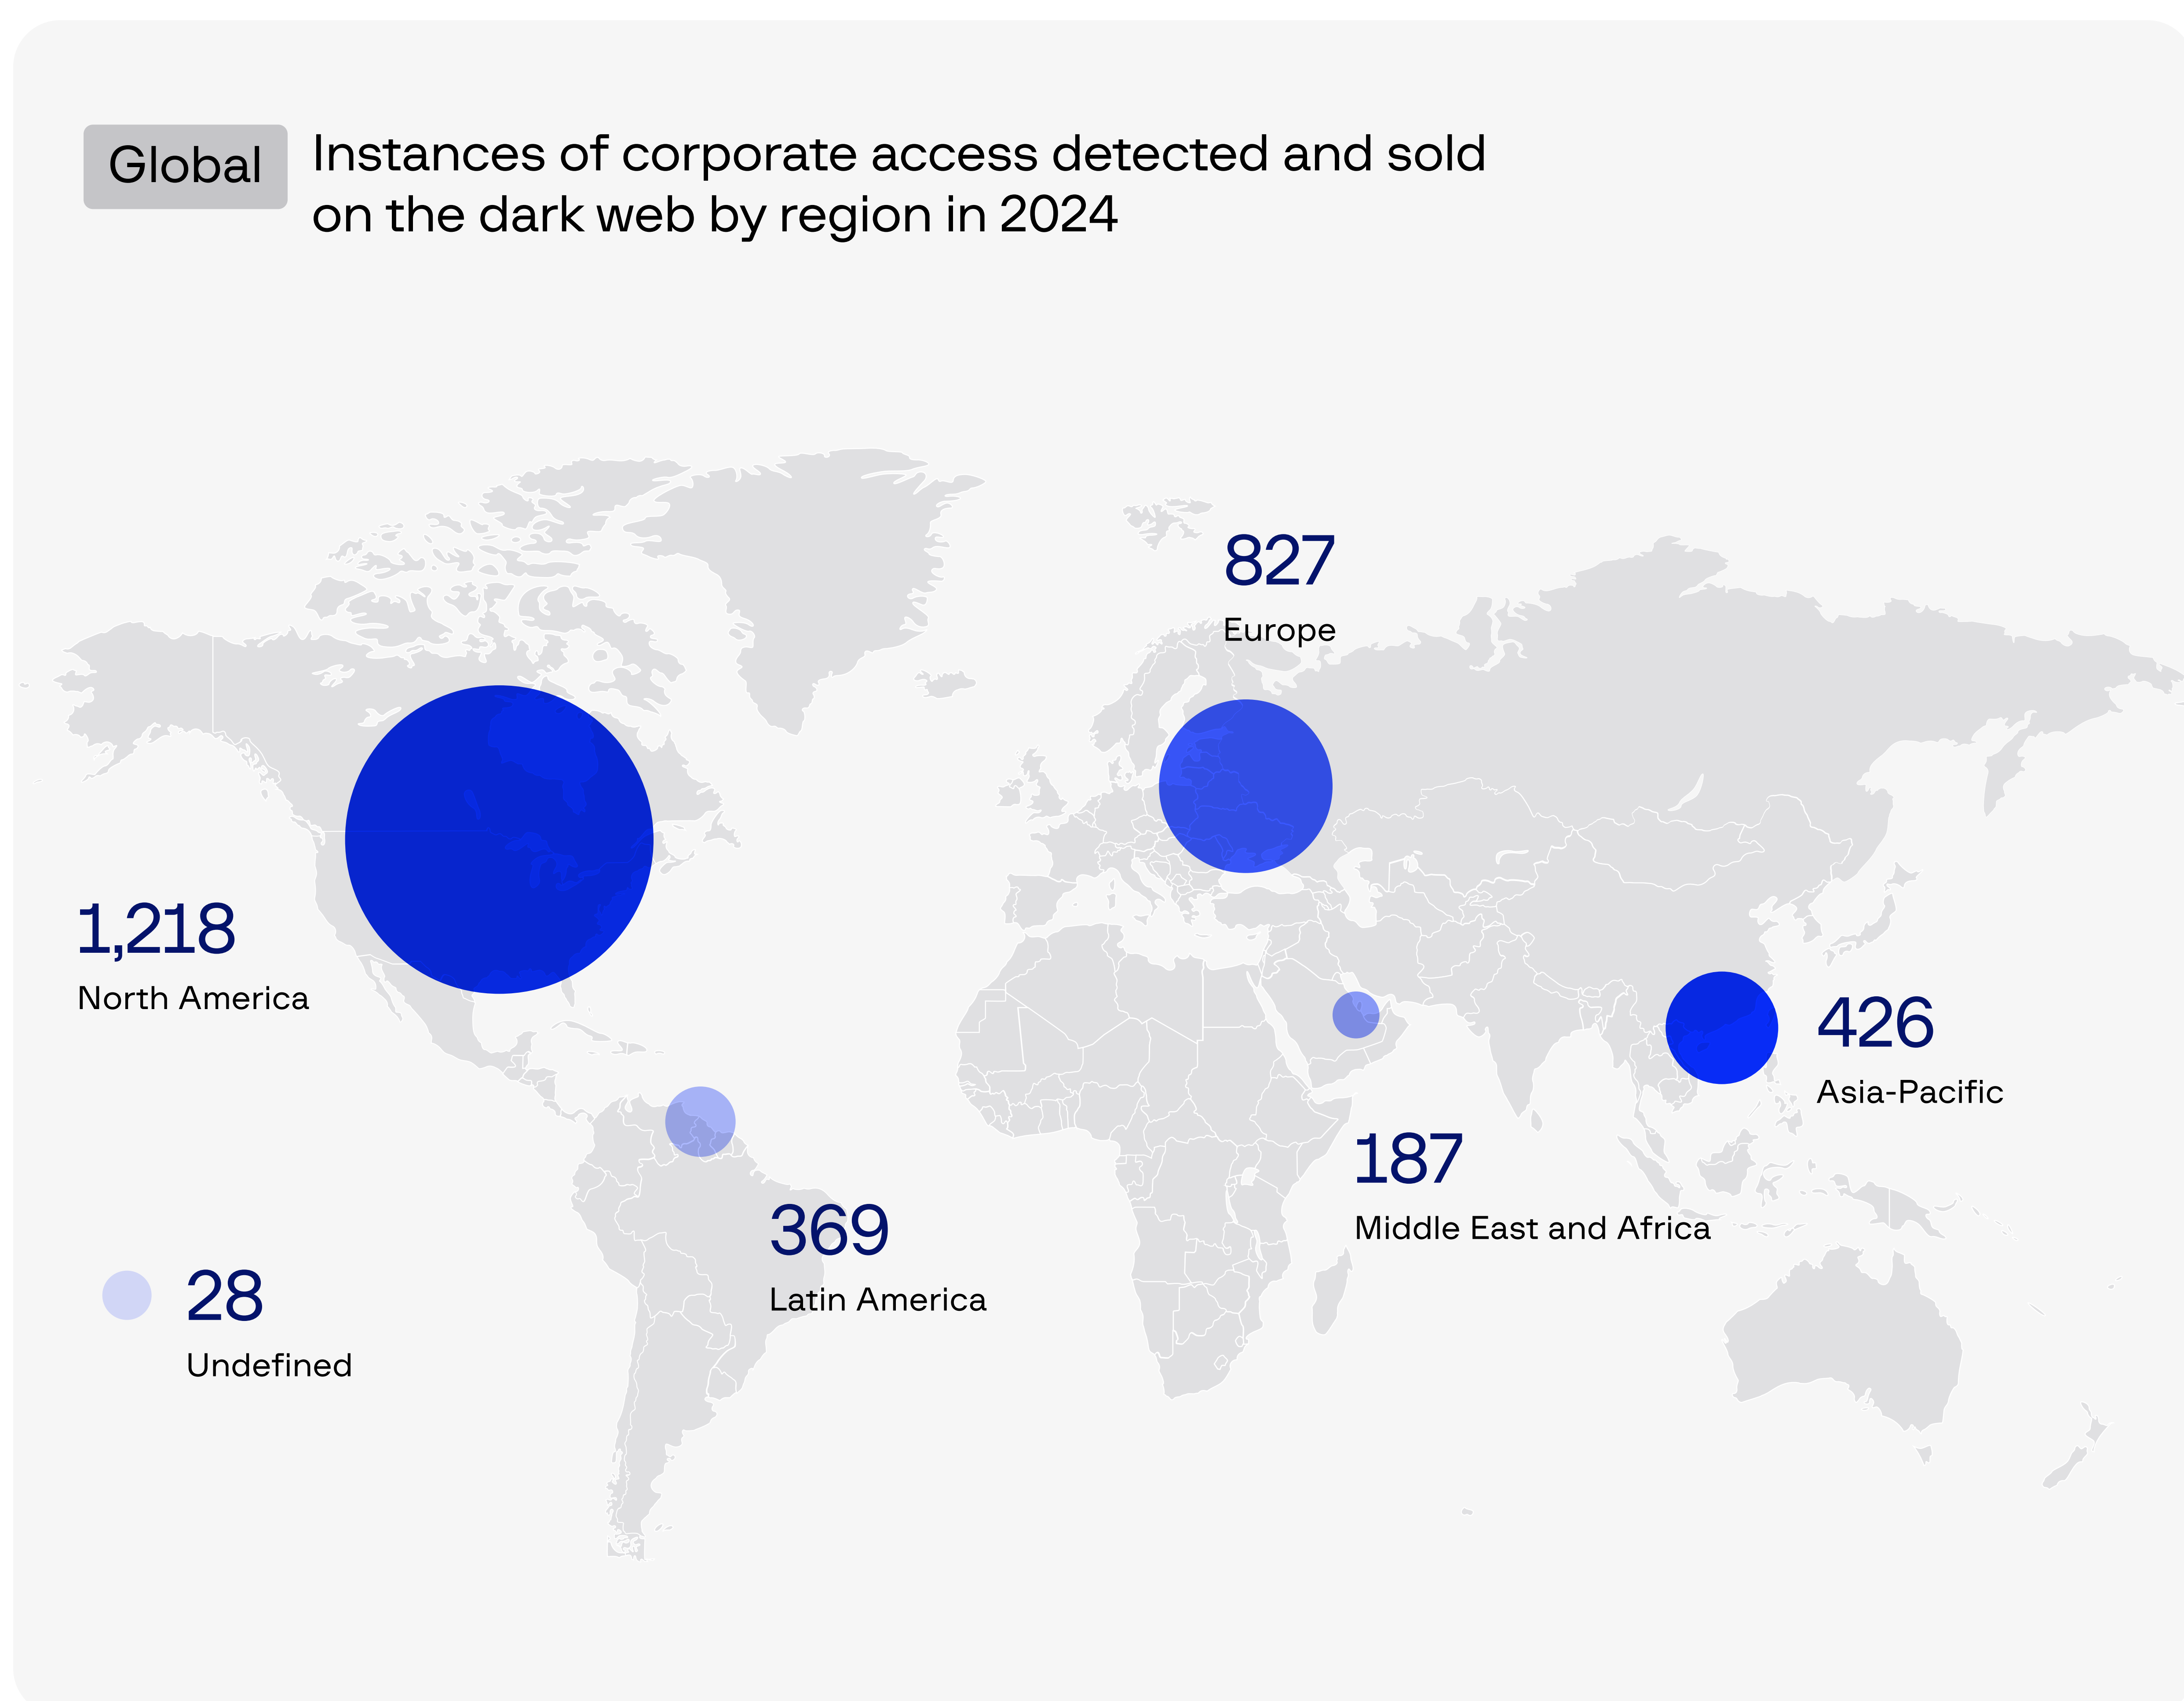 Global
Instances of corporate access detected and sold
on the dark web by region in 2024
827
Europe
1,218
North America
426
Asia-Pacific
187
Middle East and Africa
369
Latin America
28
Undefined